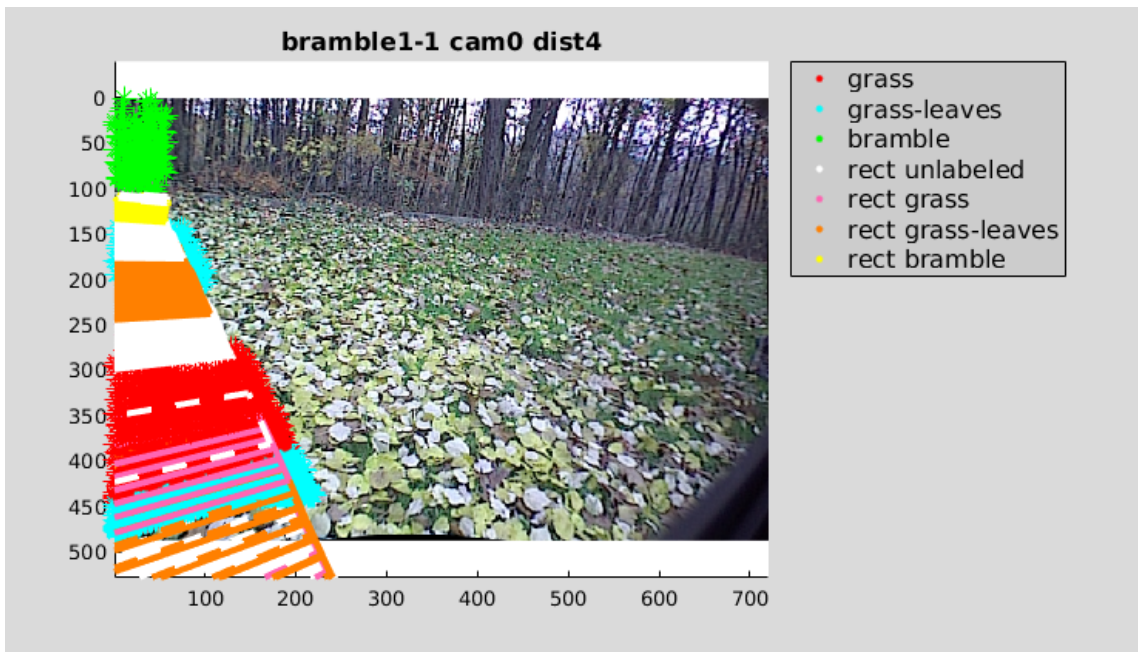 bramble1-1 cam0 dist4
grass
grass-leaves
bramble
rect unlabeled
rect grass
rect grass-leaves
rect bramble
0
50
100
150
200
250
300
350
400
450
500
100 200 300 400 500 600 700